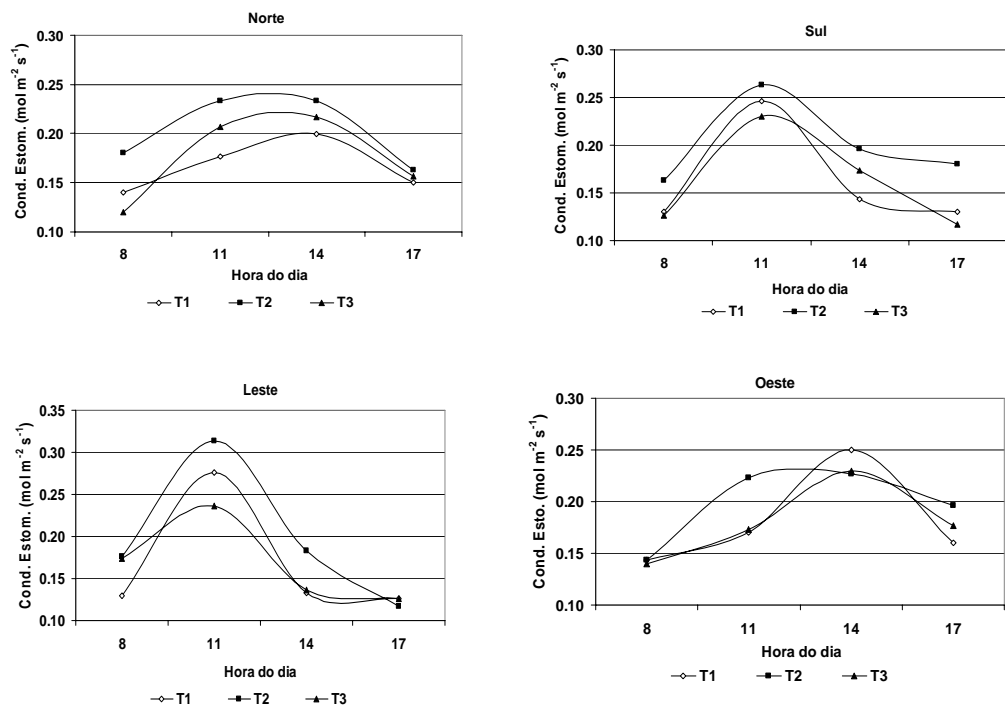 Norte
Cond. Estom. (mol m⁻² s⁻¹)
0.30
0.25
0.20
0.15
0.10
8 11 14 17
Hora do dia
T1 T2 T3
Sul
Cond. Estom. (mol m⁻² s⁻¹)
0.30
0.25
0.20
0.15
0.10
8 11 14 17
Hora do dia
T1 T2 T3
Leste
Cond. Estom. (mol m⁻² s⁻¹)
0.35
0.30
0.25
0.20
0.15
0.10
8 11 14 17
Hora do dia
T1 T2 T3
Oeste
Cond. Esto. (mol m⁻² s⁻¹)
0.30
0.25
0.20
0.15
0.10
8 11 14 17
Hora do dia
T1 T2 T3